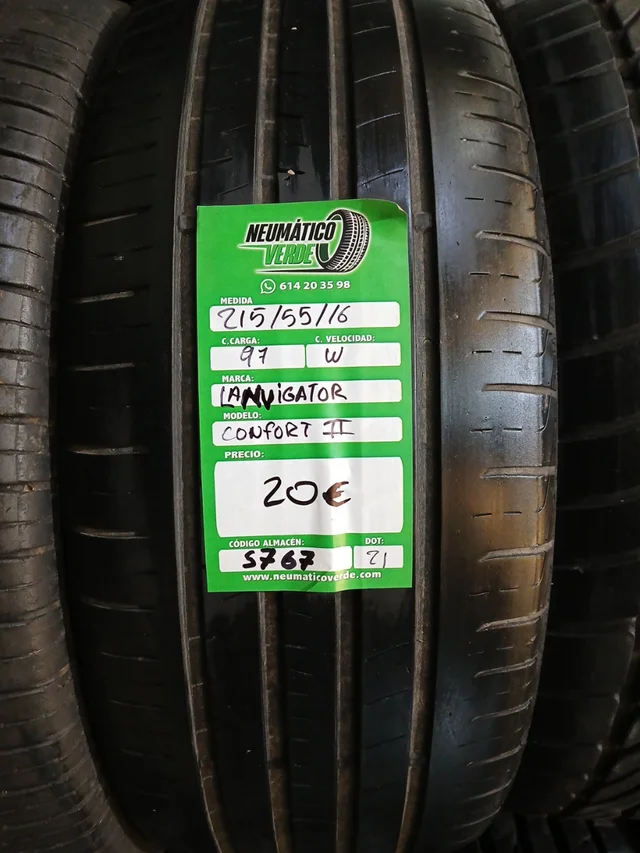 NEUMÁTICO
VERDE
614 20 35 98
MEDIDA
215/55/16
C.CARGA: C. VELOCIDAD:
97 W
MARCA:
LANVIGATOR
MODELO:
CONFORT II
PRECIO:
20€
CÓDIGO ALMACÉN: DOT:
5767 21
www.neumaticoverde.com